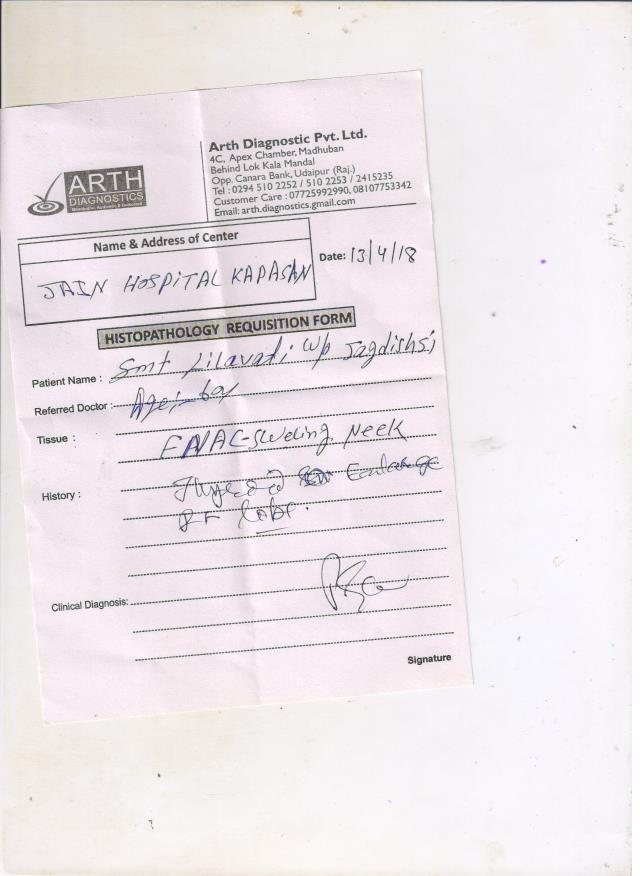 ARTH
DIAGNOSTICS
Arth Diagnostic Pvt. Ltd.
4C, Apex Chamber, Madhuban
Behind Lok Kala Mandal
Opp. Canara Bank, Udaipur (Raj.)
Tel : 0294 510 2252 / 510 2253 / 2415235
Customer Care : 07725992990, 08107753342
Email: arth.diagnostics.gmail.com
Name & Address of Center
JAIN HOSPITAL KAPASAN
Date: 13/4/18
HISTOPATHOLOGY REQUISITION FORM
Patient Name : Smt Lilavati w/o
Referred Doctor : Age:-
Tissue :
FNAC- Neck
History : Enlarge
Rt lobe.
Clinical Diagnosis:
Signature